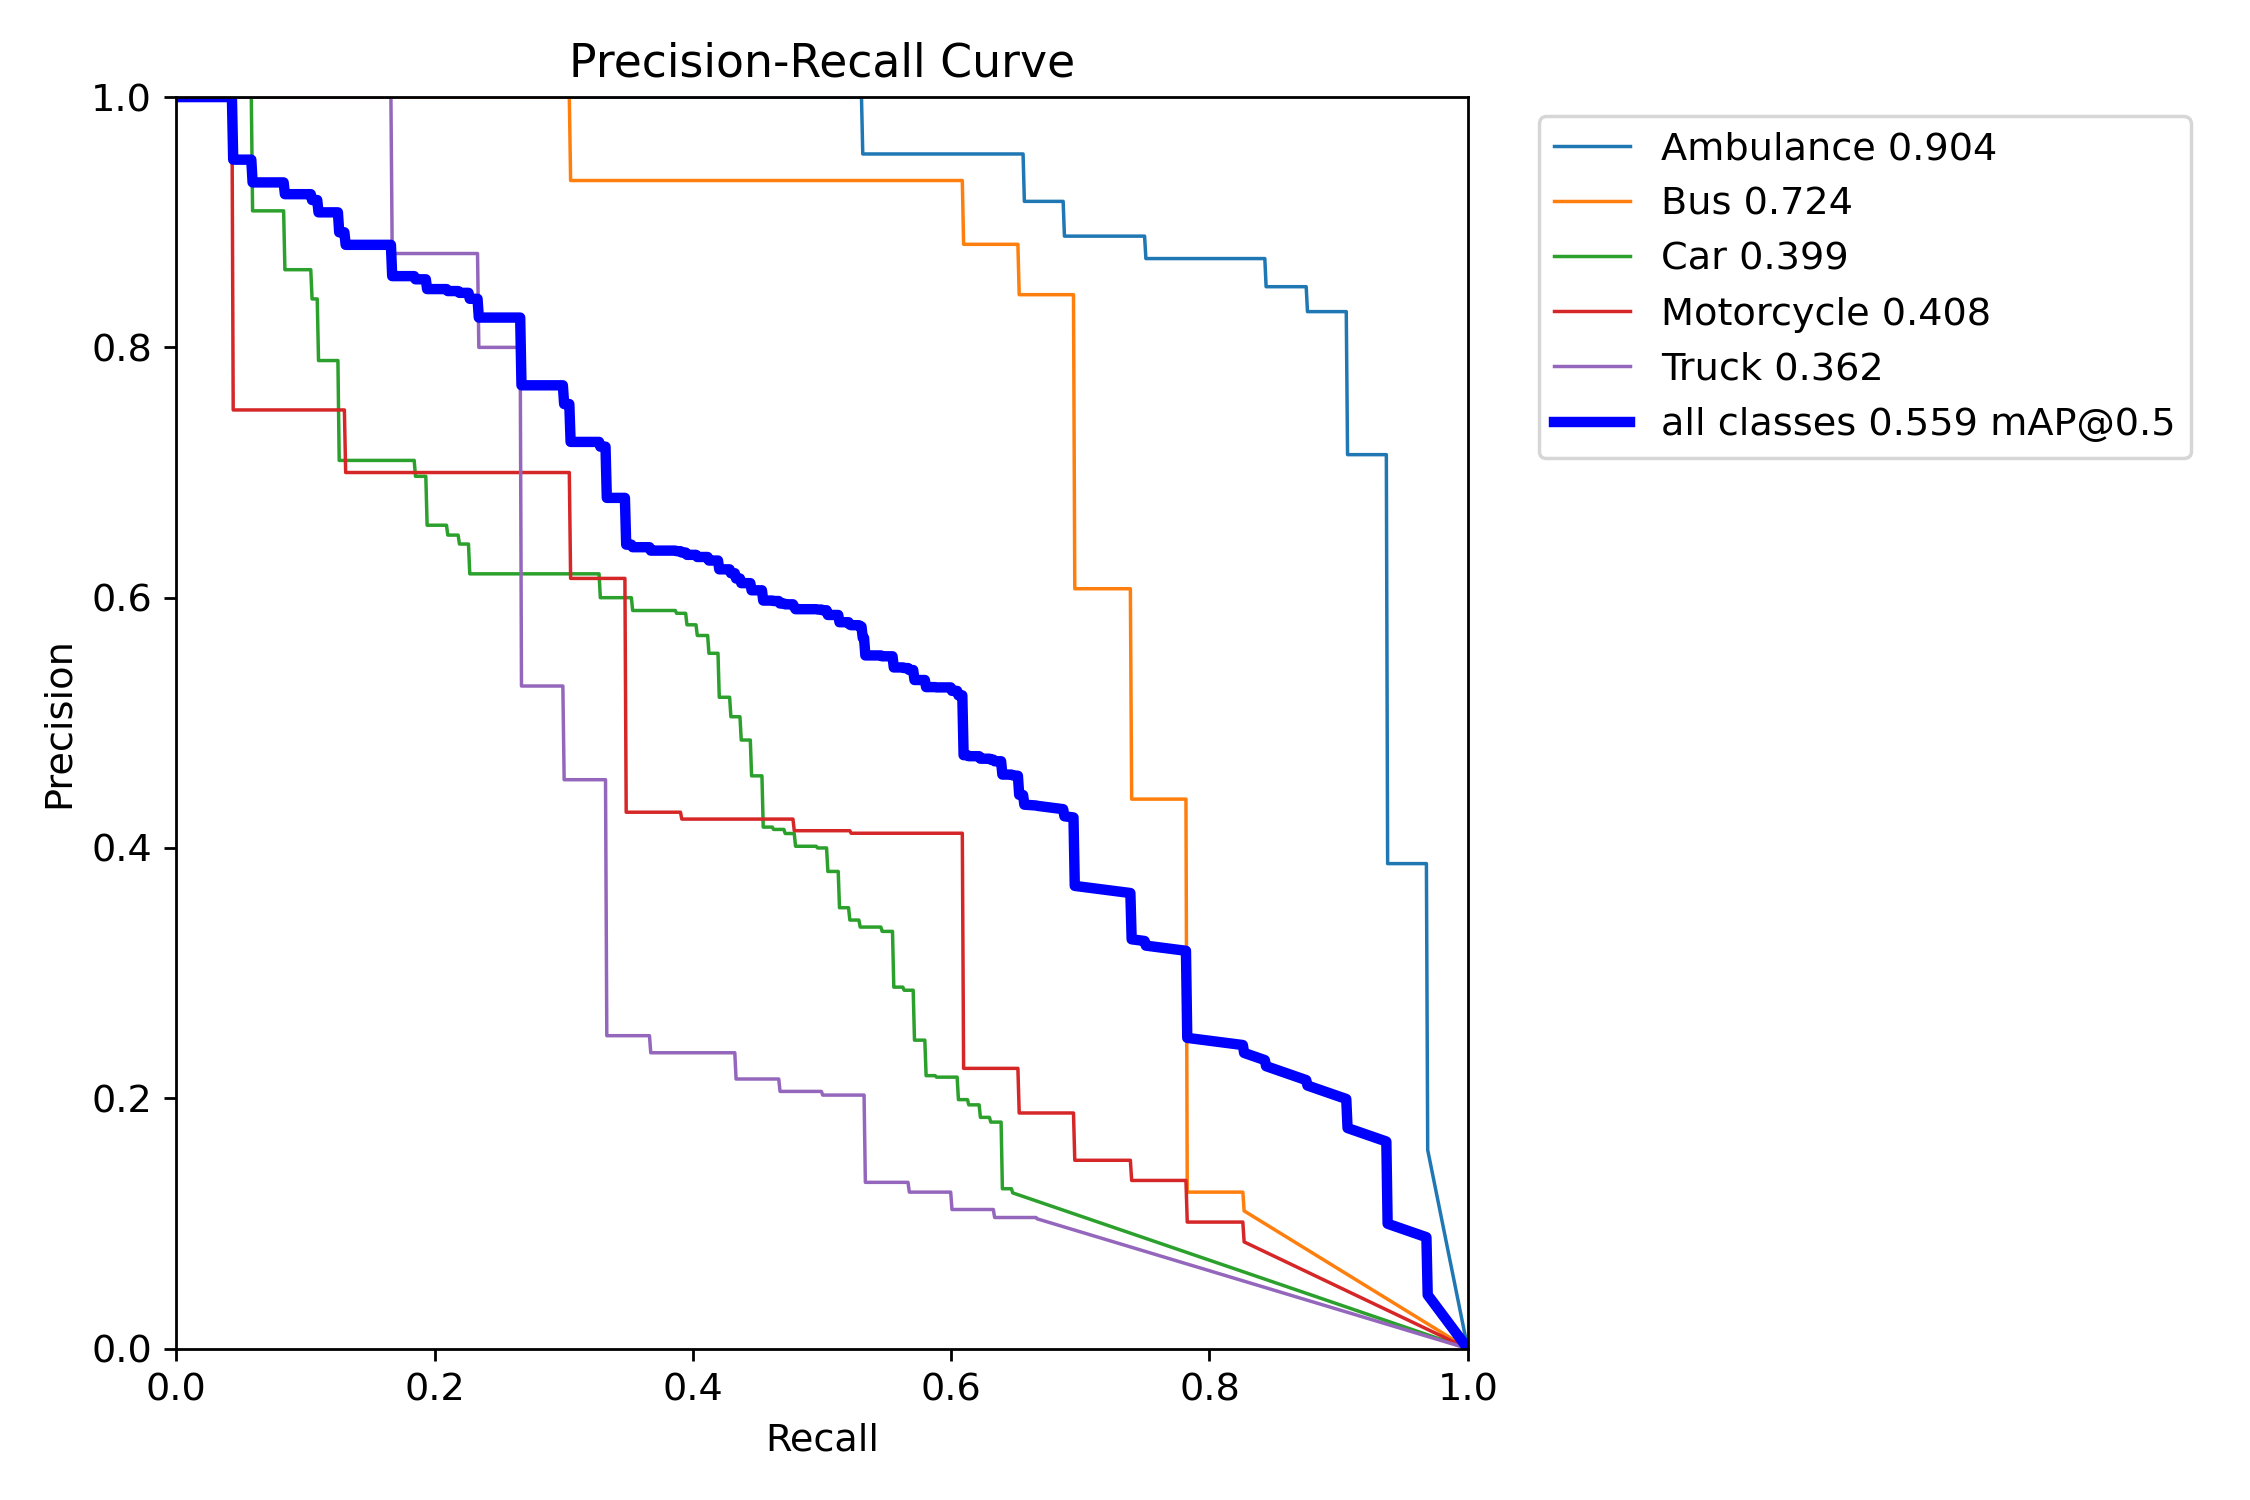 Precision-Recall Curve
1.0
0.8
0.6
0.4
0.2
0.0
Precision
0.0 0.2 0.4 0.6 0.8 1.0
Recall
Ambulance 0.904
Bus 0.724
Car 0.399
Motorcycle 0.408
Truck 0.362
all classes 0.559 mAP@0.5